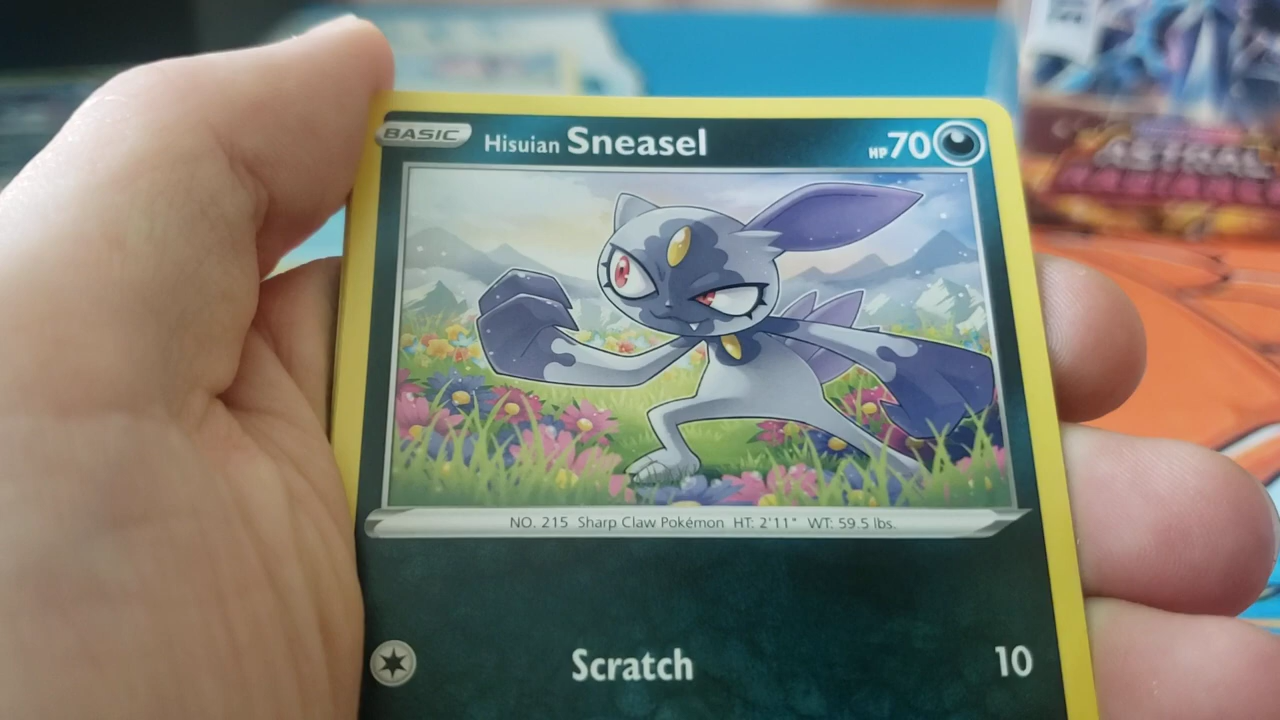 BASIC Hisuian Sneasel HP 70
NO. 215 Sharp Claw Pokémon HT: 2'11" WT: 59.5 lbs.
Scratch 10
ASTRAL